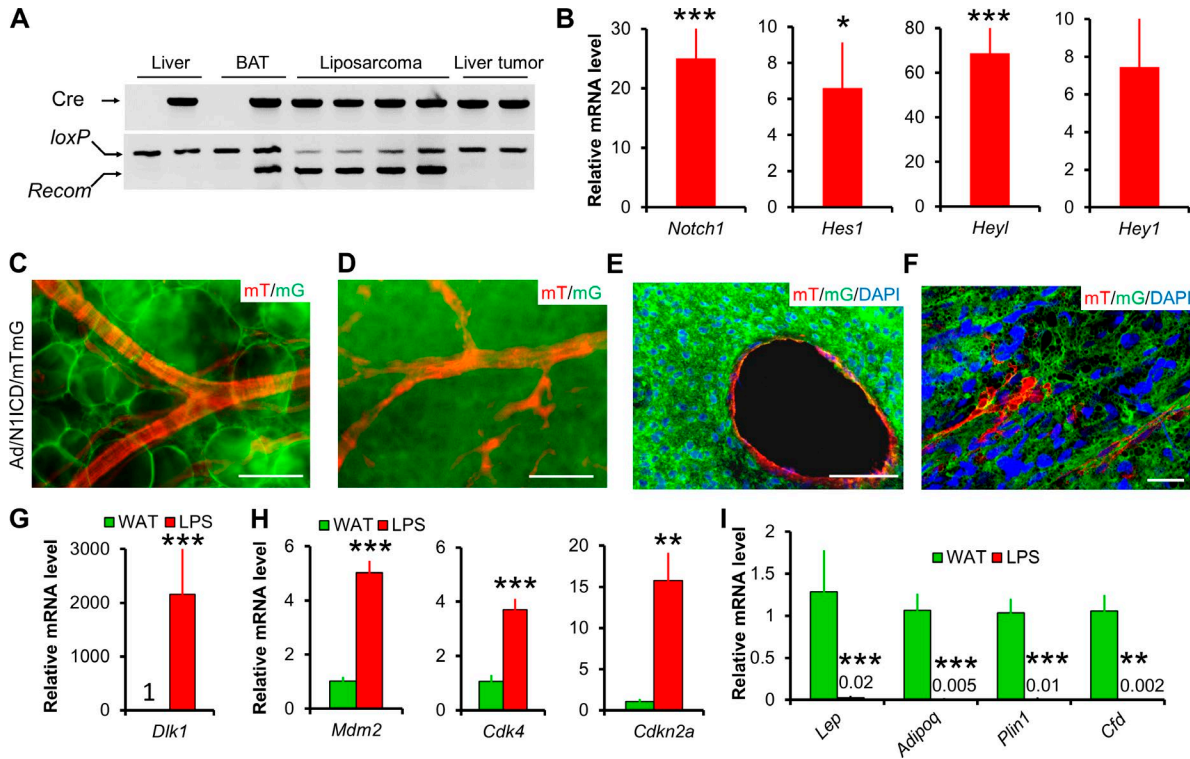 A
Liver BAT Liposarcoma Liver tumor
Cre
loxP
Recom
B
Relative mRNA level
*** * ***
30 10 80 10
8 8
20 60
6 6
40
4 4
10 20
2 2
0 0 0 0
Notch1 Hes1 Heyl Hey1
C D E F
Ad/N1ICD/mTmG
mT/mG mT/mG mT/mG/DAPI mT/mG/DAPI
G
WAT LPS
Relative mRNA level
***
3000
2000
1000
0
1
Dlk1
H
WAT LPS
Relative mRNA level
*** *** **
6 6 20
15
4 4
10
2 2
5
0 0 0
Mdm2 Cdk4 Cdkn2a
I
WAT LPS
Relative mRNA level
2
1.5
1
0.5
0
*** *** *** **
0.02 0.005 0.01 0.002
Lep Adipoq Plin1 Cfd